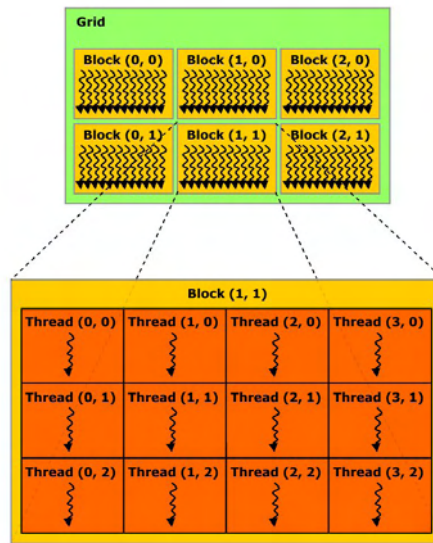 Grid
Block (0, 0) Block (1, 0) Block (2, 0)
Block (0, 1) Block (1, 1) Block (2, 1)
Block (1, 1)
Thread (0, 0) Thread (1, 0) Thread (2, 0) Thread (3, 0)
Thread (0, 1) Thread (1, 1) Thread (2, 1) Thread (3, 1)
Thread (0, 2) Thread (1, 2) Thread (2, 2) Thread (3, 2)